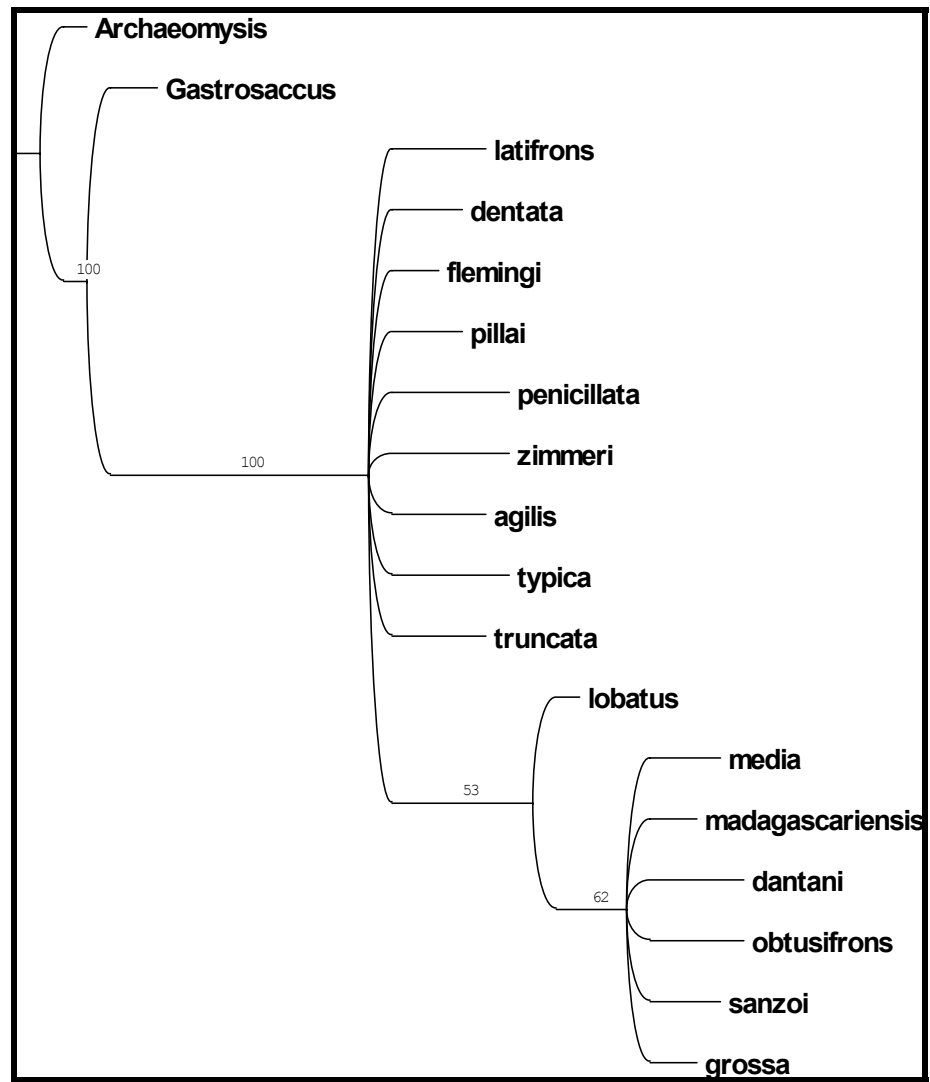 Archaeomysis
Gastrosaccus
latifrons
dentata
100
flemingi
pillai
penicillata
zimmeri
100
agilis
typica
truncata
lobatus
media
53
madagascariensis
dantani
62
obtusifrons
sanzoi
grossa